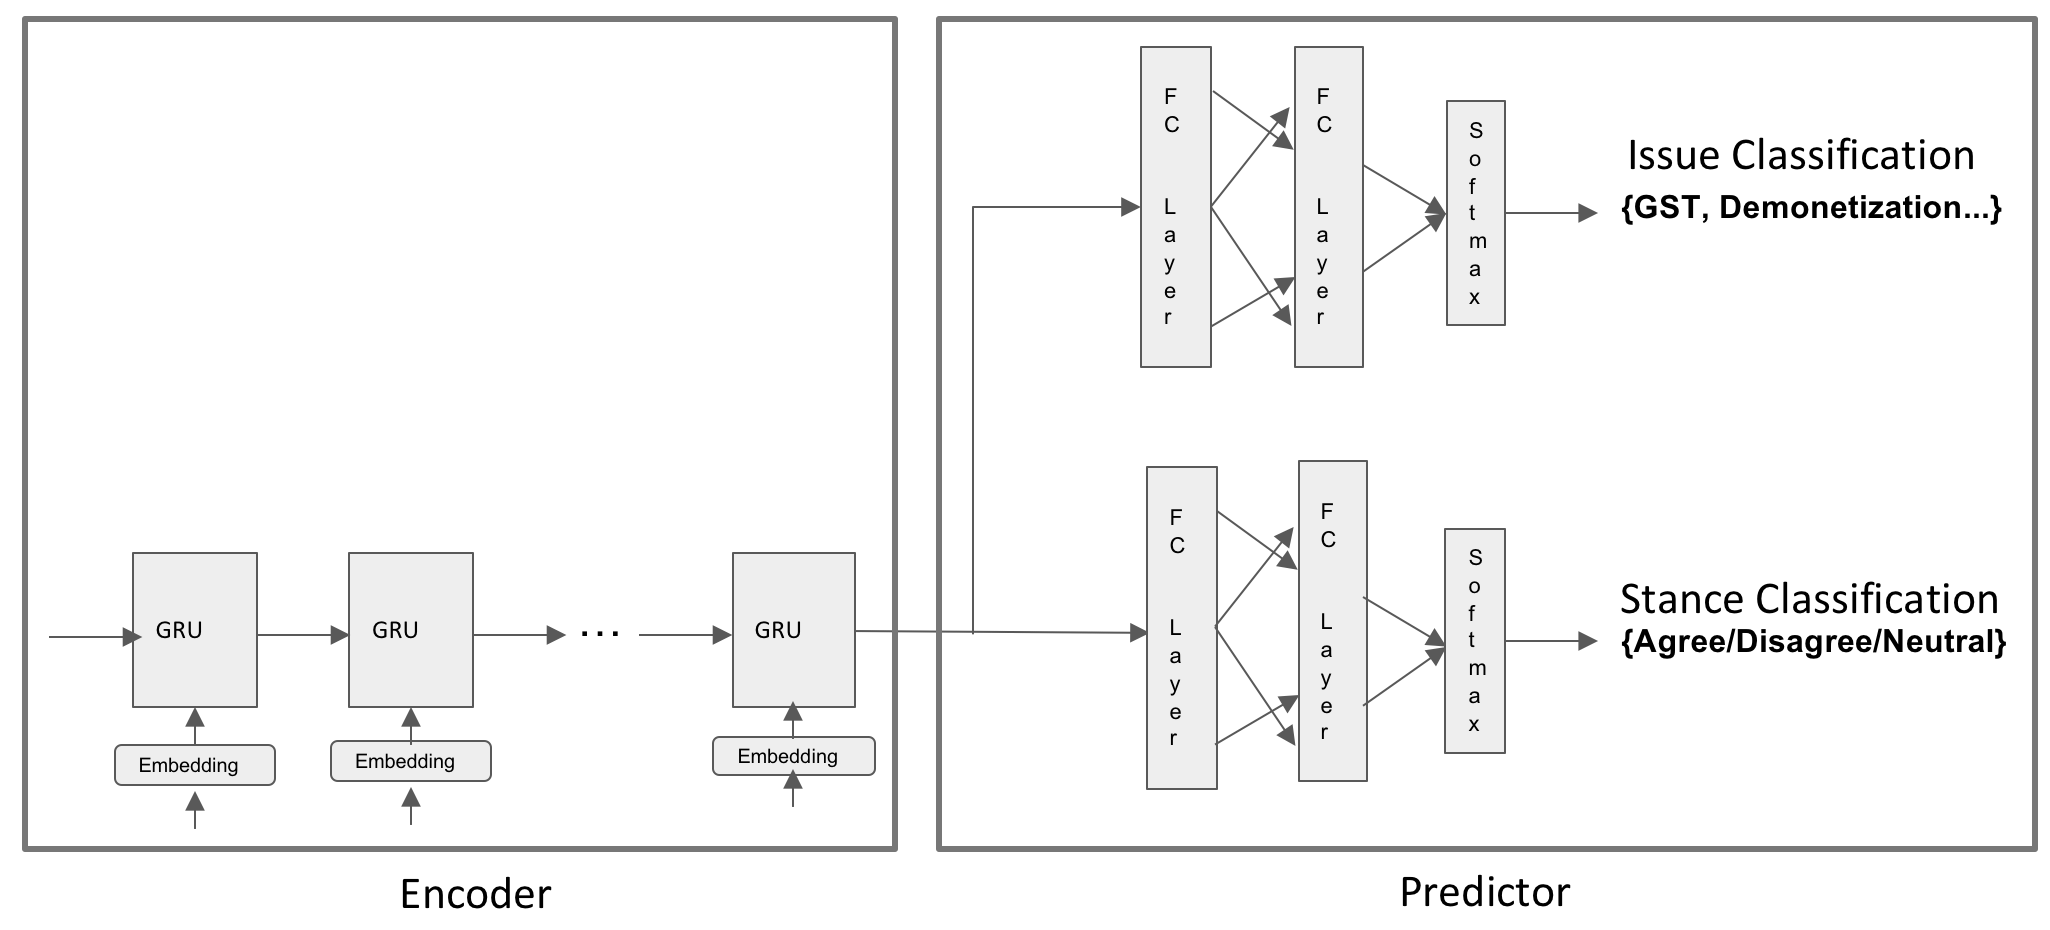 FC Layer
FC Layer
Softmax
Issue Classification
{GST, Demonetization...}
GRU
GRU
...
GRU
Embedding
Embedding
Embedding
FC Layer
FC Layer
Softmax
Stance Classification
{Agree/Disagree/Neutral}
Encoder
Predictor